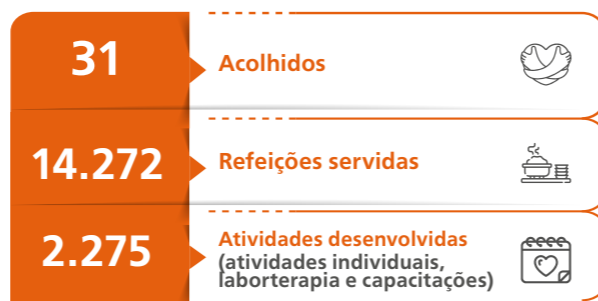 31
Acolhidos
14.272
Refeições servidas
2.275
Atividades desenvolvidas
(atividades individuais,
laborterapia e capacitações)